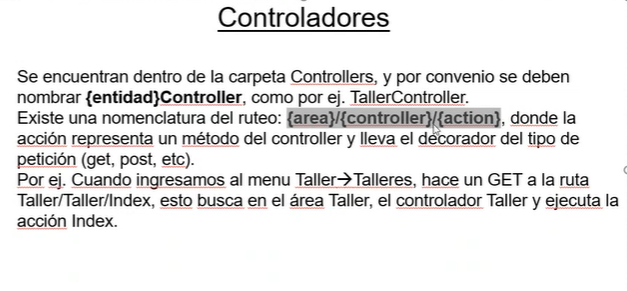 Controladores
Se encuentran dentro de la carpeta Controllers, y por convenio se deben
nombrar {entidad}Controller, como por ej. TallerController.
Existe una nomenclatura del ruteo: {area}/{controller}/{action}, donde la
acción representa un método del controller y lleva el decorador del tipo de
petición (get, post, etc).
Por ej. Cuando ingresamos al menu Taller→Talleres, hace un GET a la ruta
Taller/Taller/Index, esto busca en el área Taller, el controlador Taller y ejecuta la
acción Index.